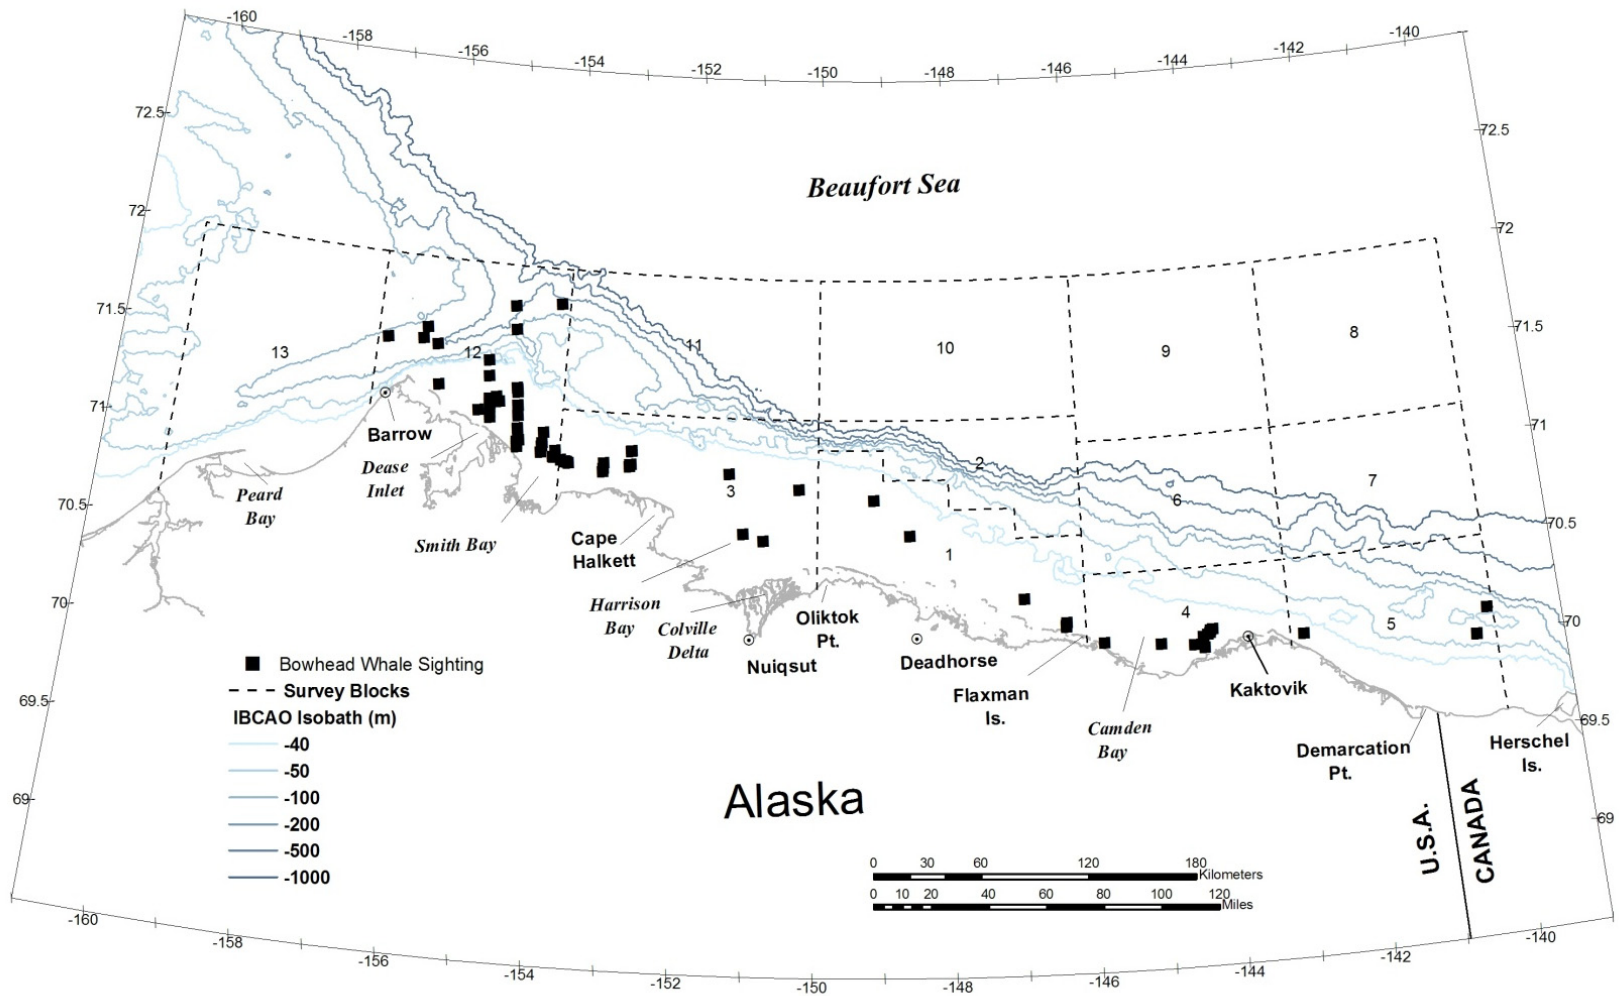 -160
-158
-156
-154
-152
-150
-148
-146
-144
-142
-140
72.5
72.5
Beaufort Sea
72
72
71.5
71.5
13
12
11
10
9
8
71
71
Barrow
Dease
Inlet
Peard
Bay
70.5
70.5
Smith Bay
Cape
Halkett
3
2
1
6
7
Harrison
Bay
Colville
Delta
70
70
Oliktok
Pt.
4
5
Nuiqsut
Deadhorse
Flaxman
Is.
Kaktovik
Camden
Bay
Demarcation
Pt.
Herschel
Is.
69.5
69.5
Bowhead Whale Sighting
Survey Blocks
IBCAO Isobath (m)
-40
-50
-100
-200
-500
-1000
69
69
Alaska
U.S.A.
CANADA
0 30 60 120 180
Kilometers
0 10 20 40 60 80 100 120
Miles
-160
-158
-156
-154
-152
-150
-148
-146
-144
-142
-140